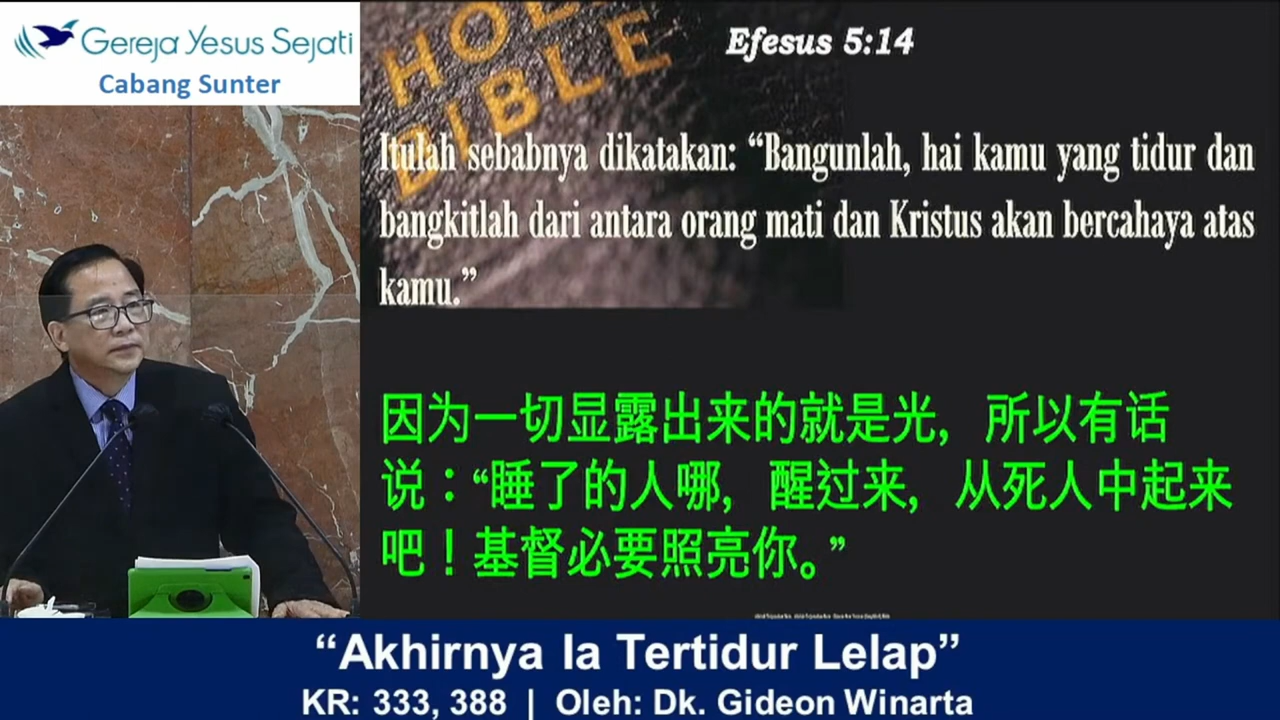 Gereja Yesus Sejati
Cabang Sunter
HOLY
BIBLE
Efesus 5:14
Itulah sebabnya dikatakan: “Bangunlah, hai kamu yang tidur dan
bangkitlah dari antara orang mati dan Kristus akan bercahaya atas
kamu.”
因为一切显露出来的就是光，所以有话
说：“睡了的人哪，醒过来，从死人中起来
吧！基督必要照亮你。”
“Akhirnya Ia Tertidur Lelap”
KR: 333, 388 | Oleh: Dk. Gideon Winarta